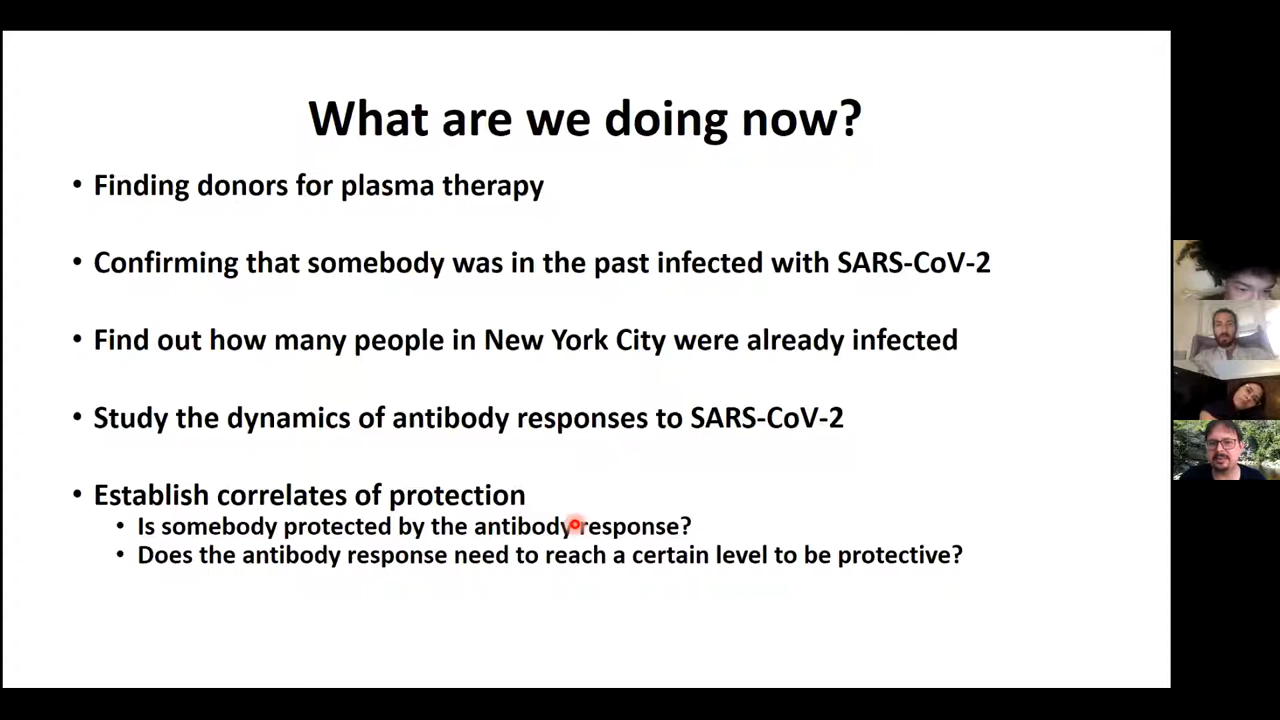 What are we doing now?
• Finding donors for plasma therapy
• Confirming that somebody was in the past infected with SARS-CoV-2
• Find out how many people in New York City were already infected
• Study the dynamics of antibody responses to SARS-CoV-2
• Establish correlates of protection
• Is somebody protected by the antibody response?
• Does the antibody response need to reach a certain level to be protective?